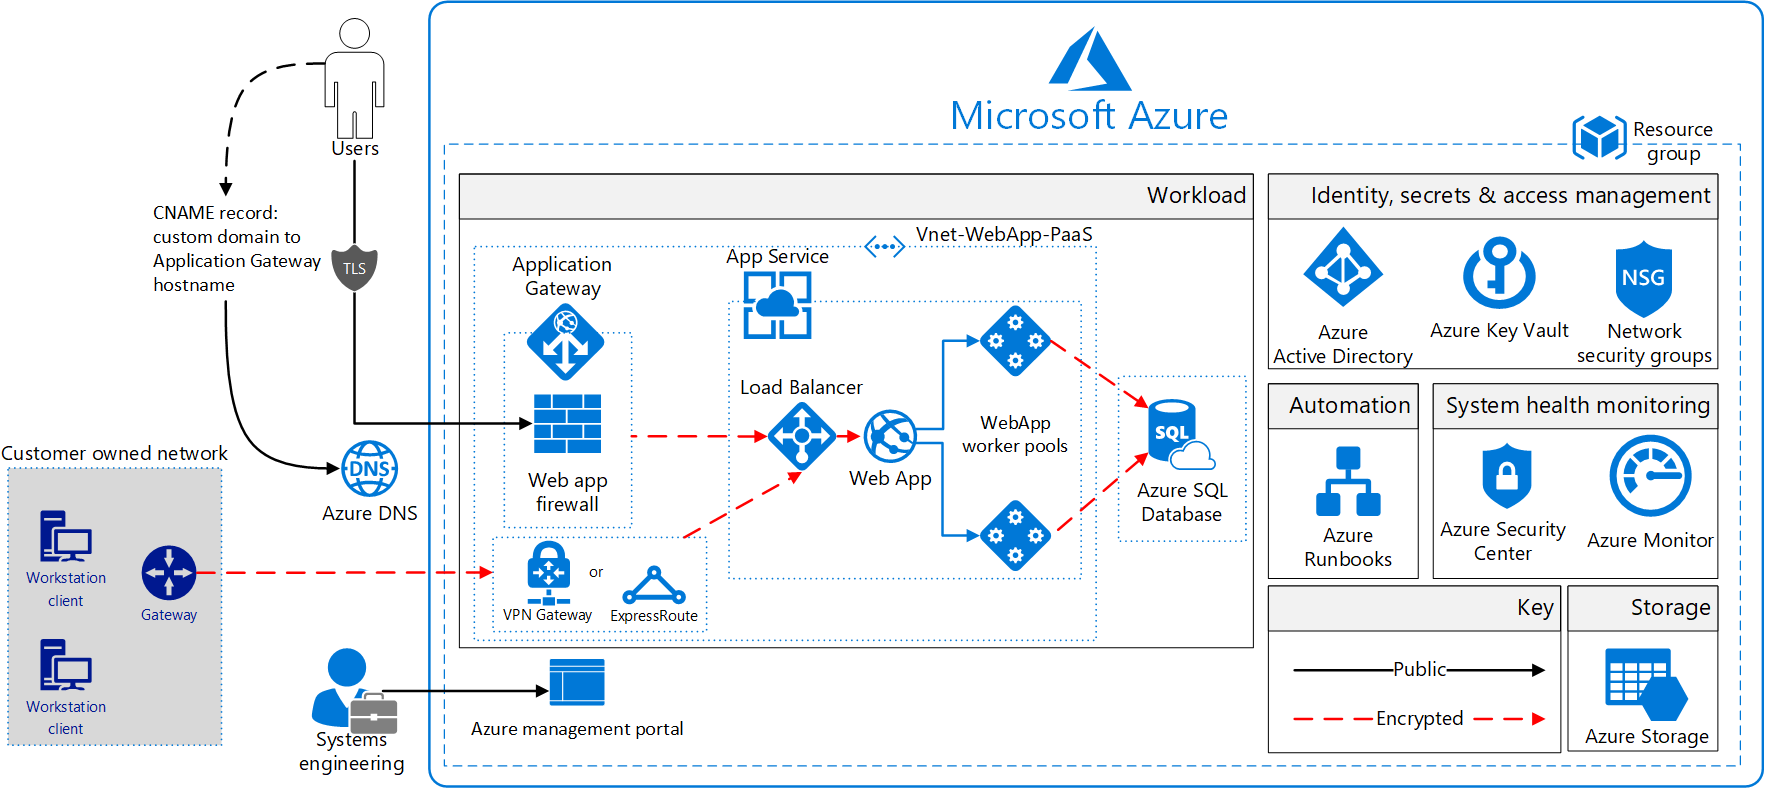 Microsoft Azure
Resource
group
Users
CNAME record:
custom domain to
Application Gateway
hostname
TLS
DNS
Azure DNS
Customer owned network
Workstation
client
Gateway
Workstation
client
Systems
engineering
Azure management portal
Workload
Vnet-WebApp-PaaS
Application
Gateway
Web app
firewall
VPN Gateway
or
ExpressRoute
App Service
Load Balancer
Web App
WebApp
worker pools
SQL
Azure SQL
Database
Identity, secrets & access management
Azure
Active Directory
Azure Key Vault
NSG
Network
security groups
Automation
Azure
Runbooks
System health monitoring
Azure Security
Center
Azure Monitor
Key
Public
Encrypted
Storage
Azure Storage